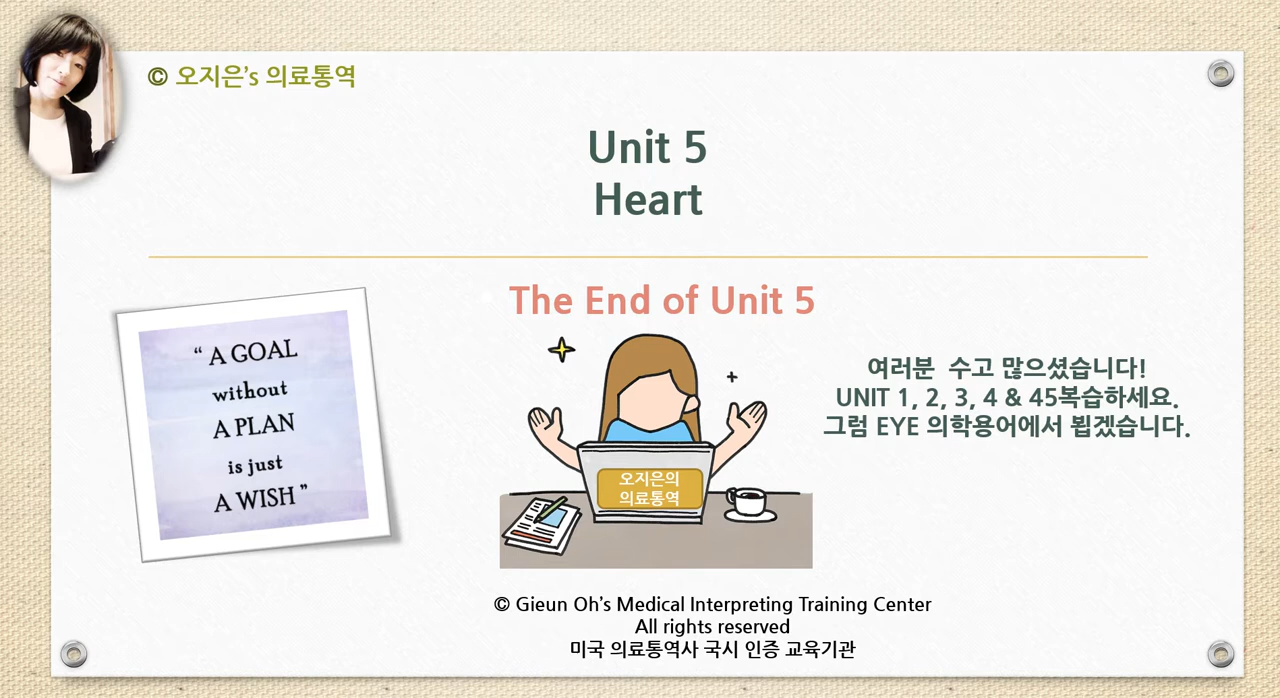 © 오지은's 의료통역
Unit 5
Heart
The End of Unit 5
“ A GOAL
without
A PLAN
is just
A WISH ”
오지은의
의료통역
여러분 수고 많으셨습니다!
UNIT 1, 2, 3, 4 & 45복습하세요.
그럼 EYE 의학용어에서 뵙겠습니다.
© Gieun Oh's Medical Interpreting Training Center
All rights reserved
미국 의료통역사 국시 인증 교육기관